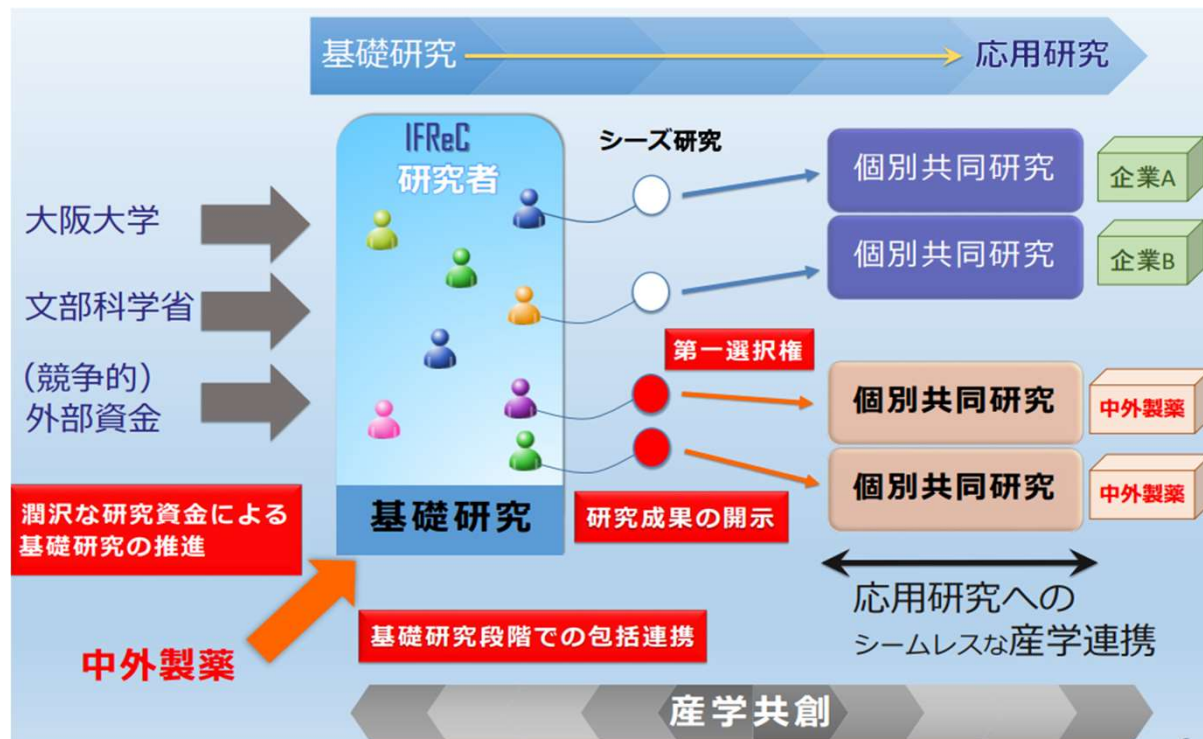 基礎研究
応用研究
IFReC
研究者
シーズ研究
個別共同研究
企業A
個別共同研究
企業B
大阪大学
文部科学省
(競争的)
外部資金
第一選択権
個別共同研究
中外製薬
個別共同研究
中外製薬
基礎研究
研究成果の開示
潤沢な研究資金による
基礎研究の推進
中外製薬
基礎研究段階での包括連携
応用研究への
シームレスな産学連携
産学共創